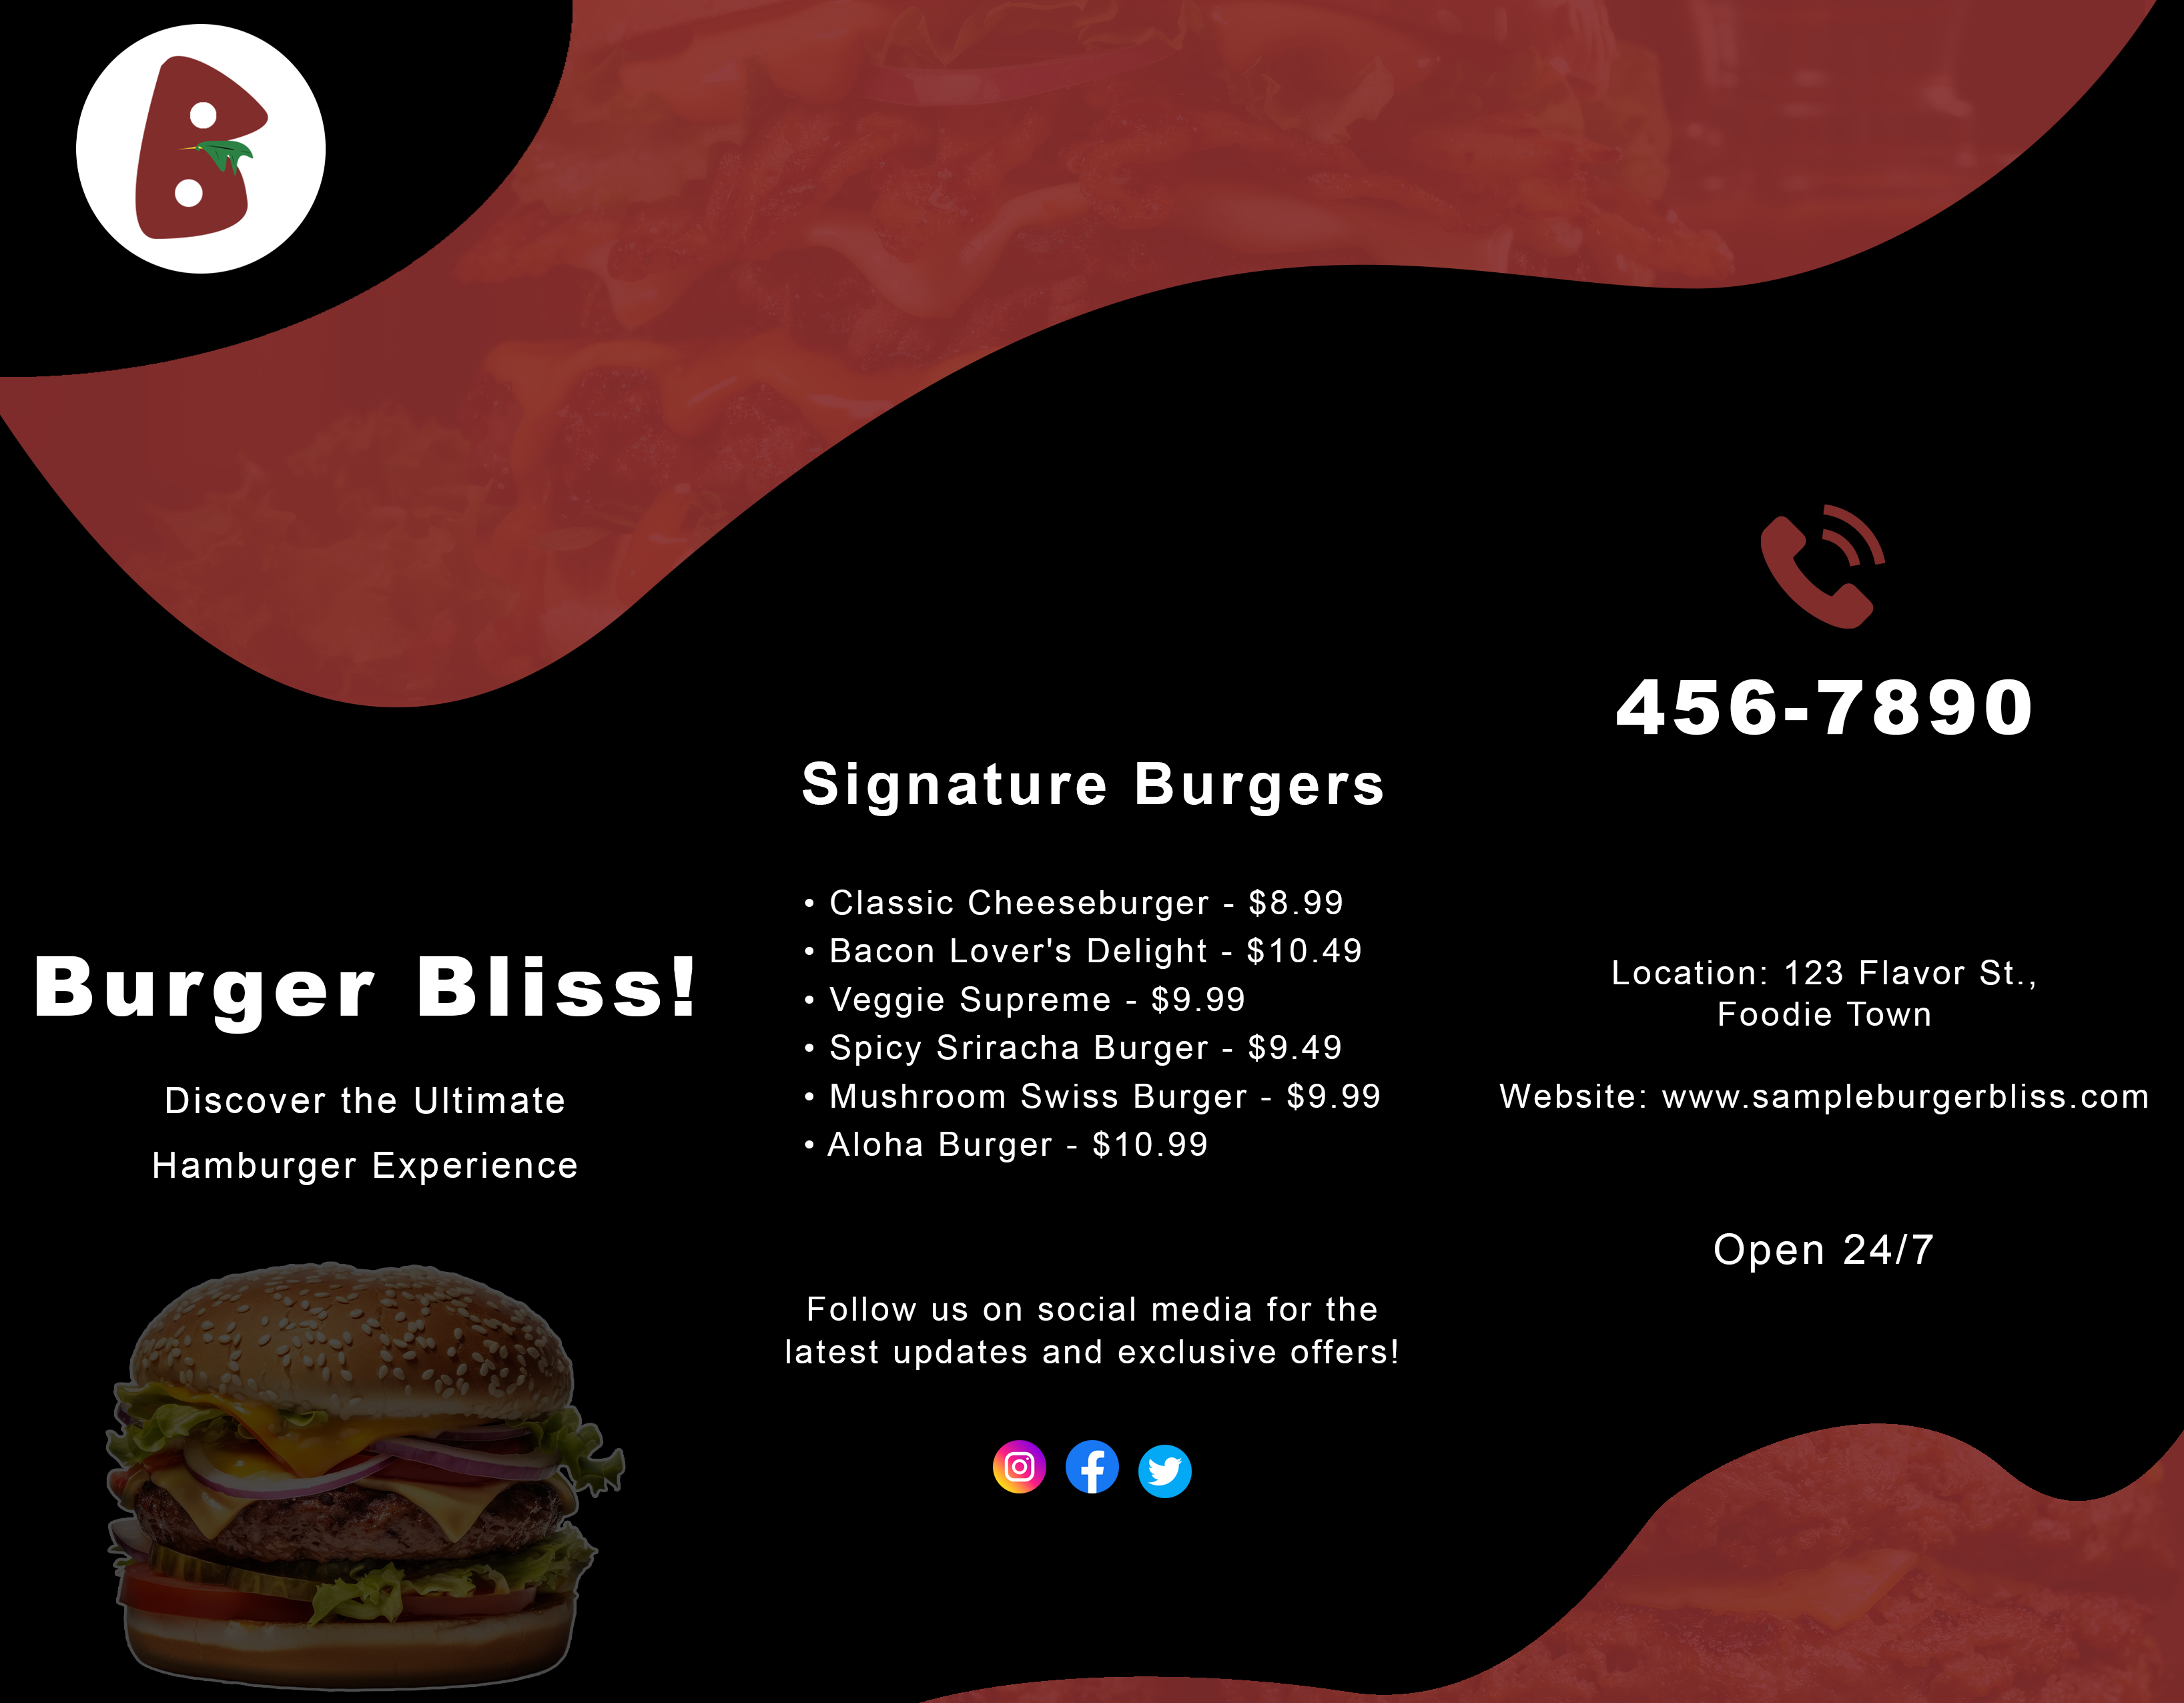 B
Burger Bliss!
Discover the Ultimate
Hamburger Experience
Signature Burgers
• Classic Cheeseburger - $8.99
• Bacon Lover's Delight - $10.49
• Veggie Supreme - $9.99
• Spicy Sriracha Burger - $9.49
• Mushroom Swiss Burger - $9.99
• Aloha Burger - $10.99
Follow us on social media for the
latest updates and exclusive offers!
456-7890
Location: 123 Flavor St.,
Foodie Town
Website: www.sampleburgerbliss.com
Open 24/7